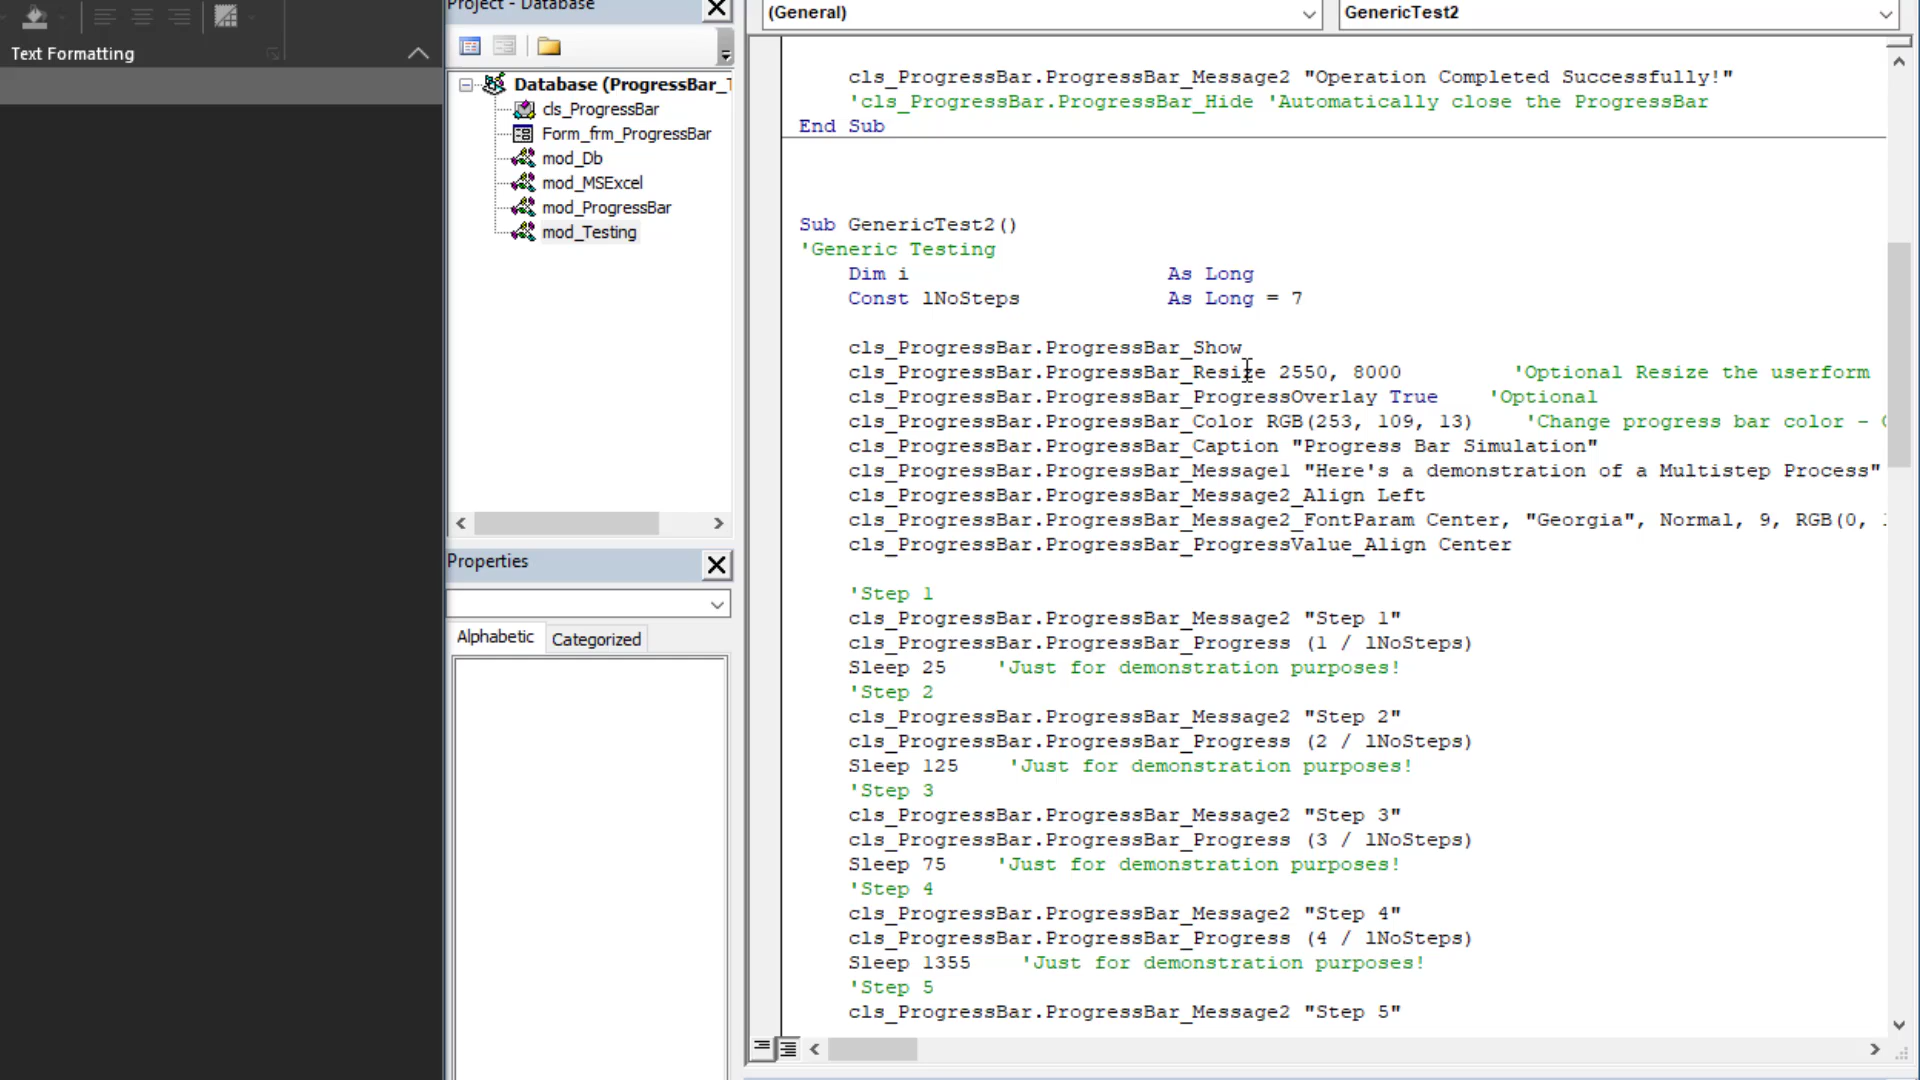 Text Formatting
Project - Database
Database (ProgressBar_
cls_ProgressBar
Form_frm_ProgressBar
mod_Db
mod_MSExcel
mod_ProgressBar
mod_Testing
Properties
Alphabetic
Categorized
(General)
GenericTest2
cls_ProgressBar.ProgressBar_Message2 "Operation Completed Successfully!"
'cls_ProgressBar.ProgressBar_Hide 'Automatically close the ProgressBar
End Sub
Sub GenericTest2()
'Generic Testing
Dim i As Long
Const lNoSteps As Long = 7
cls_ProgressBar.ProgressBar_Show
cls_ProgressBar.ProgressBar_Resize 2550, 8000 'Optional Resize the userform
cls_ProgressBar.ProgressBar_ProgressOverlay True 'Optional
cls_ProgressBar.ProgressBar_Color RGB(253, 109, 13) 'Change progress bar color -
cls_ProgressBar.ProgressBar_Caption "Progress Bar Simulation"
cls_ProgressBar.ProgressBar_Message1 "Here's a demonstration of a Multistep Process"
cls_ProgressBar.ProgressBar_Message2_Align Left
cls_ProgressBar.ProgressBar_Message2_FontParam Center, "Georgia", Normal, 9, RGB(0,
cls_ProgressBar.ProgressBar_ProgressValue_Align Center
'Step 1
cls_ProgressBar.ProgressBar_Message2 "Step 1"
cls_ProgressBar.ProgressBar_Progress (1 / lNoSteps)
Sleep 25 'Just for demonstration purposes!
'Step 2
cls_ProgressBar.ProgressBar_Message2 "Step 2"
cls_ProgressBar.ProgressBar_Progress (2 / lNoSteps)
Sleep 125 'Just for demonstration purposes!
'Step 3
cls_ProgressBar.ProgressBar_Message2 "Step 3"
cls_ProgressBar.ProgressBar_Progress (3 / lNoSteps)
Sleep 75 'Just for demonstration purposes!
'Step 4
cls_ProgressBar.ProgressBar_Message2 "Step 4"
cls_ProgressBar.ProgressBar_Progress (4 / lNoSteps)
Sleep 1355 'Just for demonstration purposes!
'Step 5
cls_ProgressBar.ProgressBar_Message2 "Step 5"